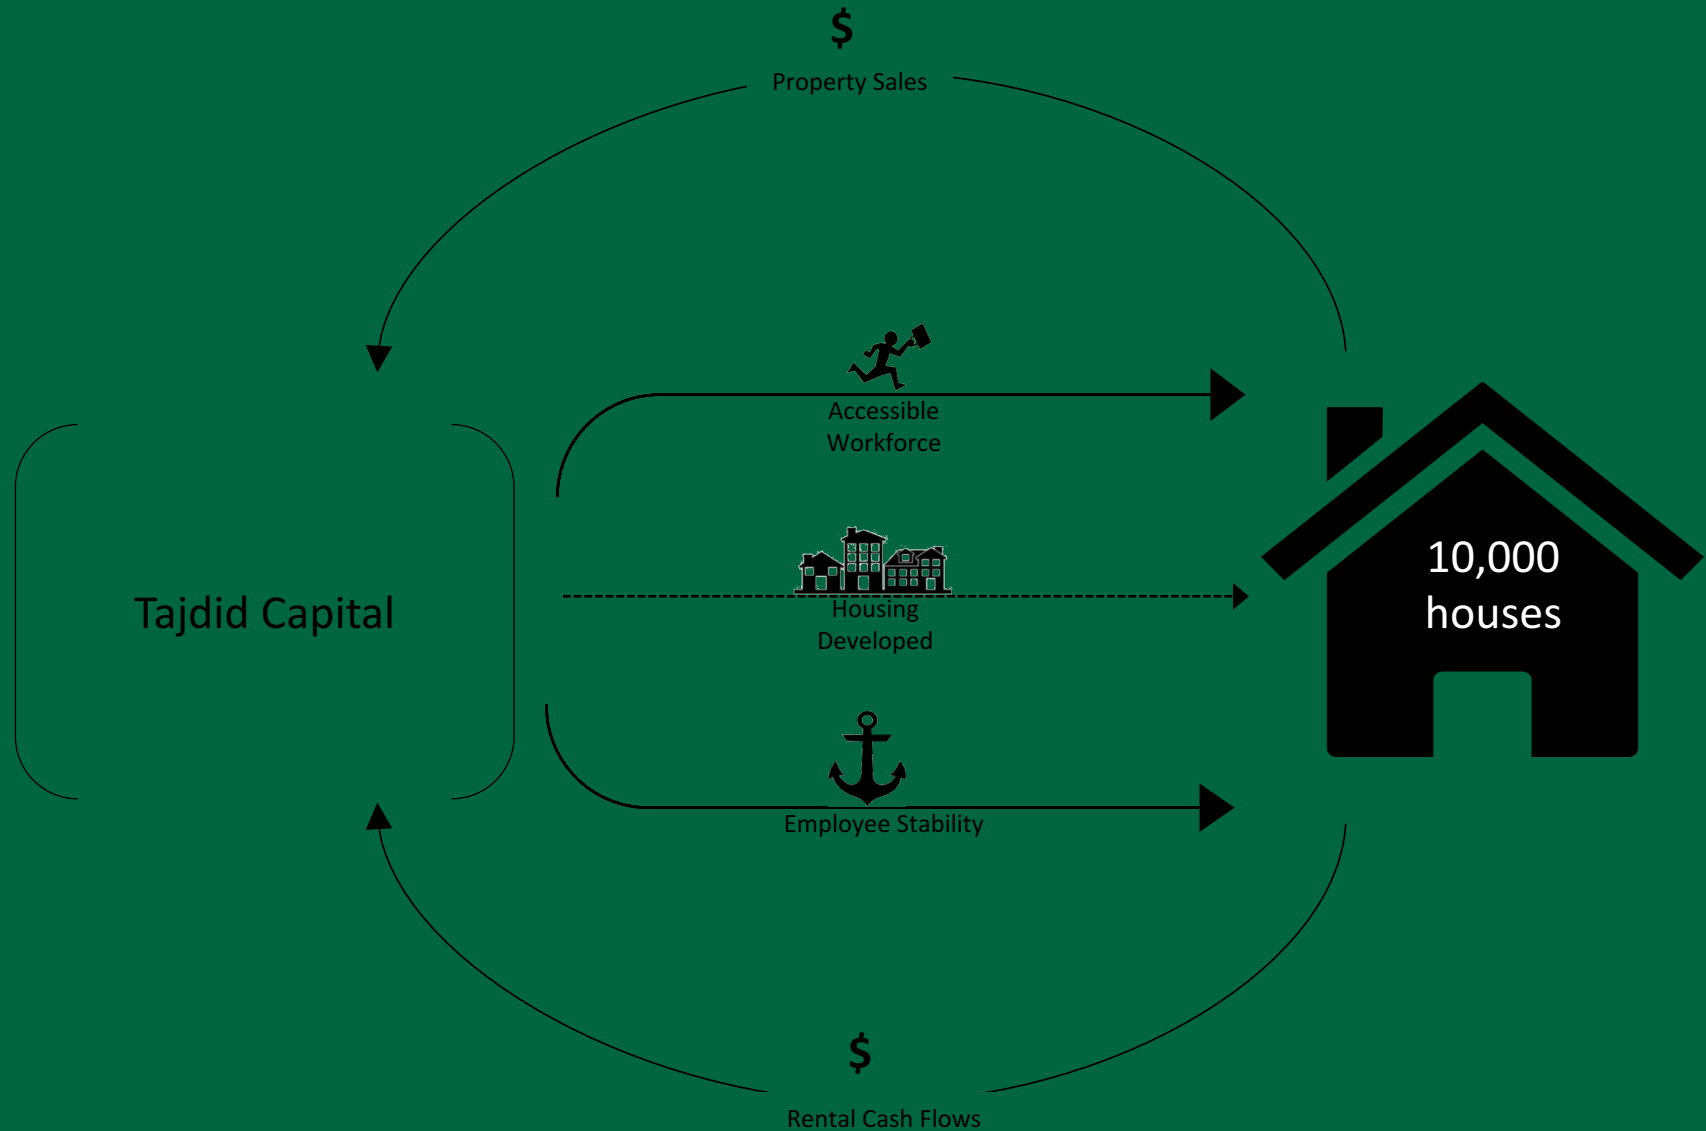 $
Property Sales
Accessible
Workforce
Tajdid Capital
Housing
Developed
10,000
houses
Employee Stability
$
Rental Cash Flows